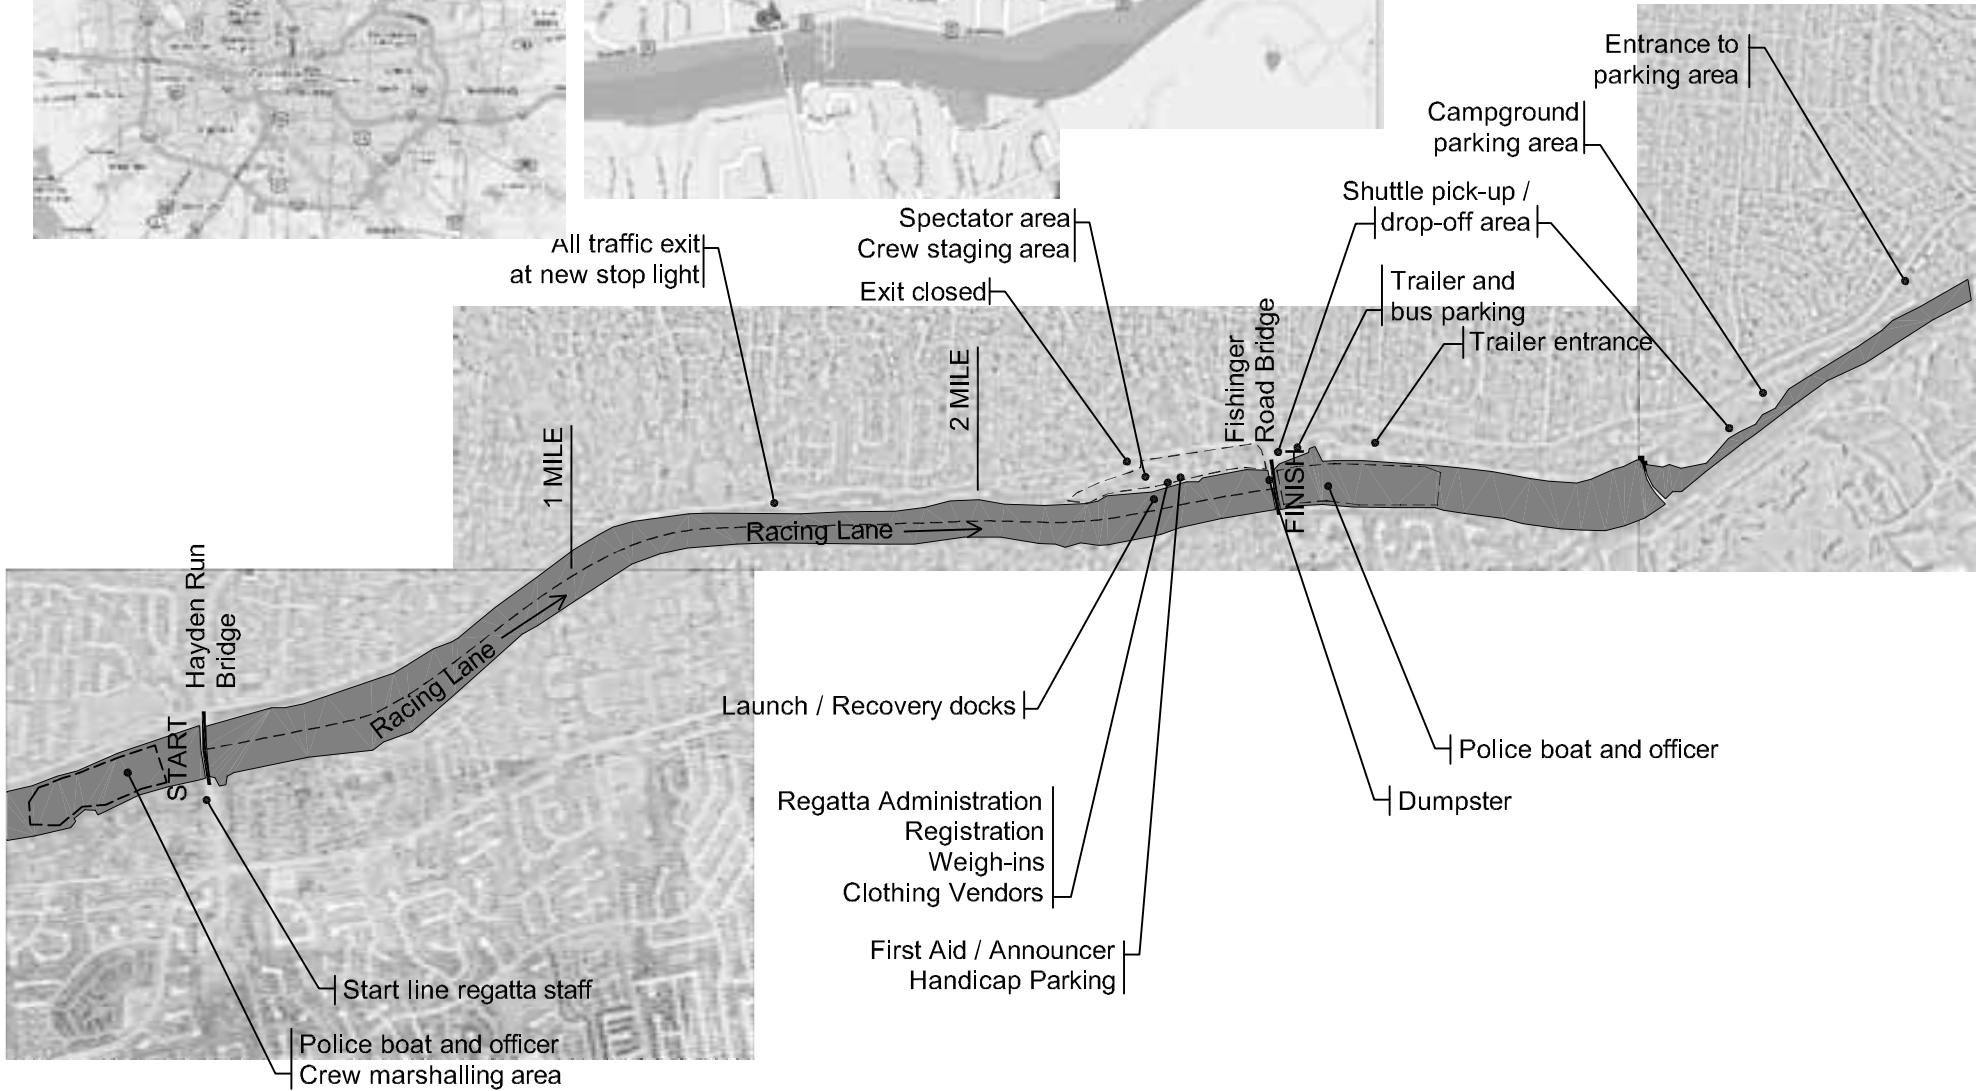 Entrance to
parking area
Campground
parking area
Shuttle pick-up /
drop-off area
Spectator area
Crew staging area
All traffic exit
at new stop light
Exit closed
Trailer and
bus parking
Trailer entrance
Fishinger
Road Bridge
2 MILE
1 MILE
FINISH
Racing Lane
Hayden Run
Bridge
Racing Lane
START
Launch / Recovery docks
Police boat and officer
Dumpster
Regatta Administration
Registration
Weigh-ins
Clothing Vendors
First Aid / Announcer
Handicap Parking
Start line regatta staff
Police boat and officer
Crew marshalling area